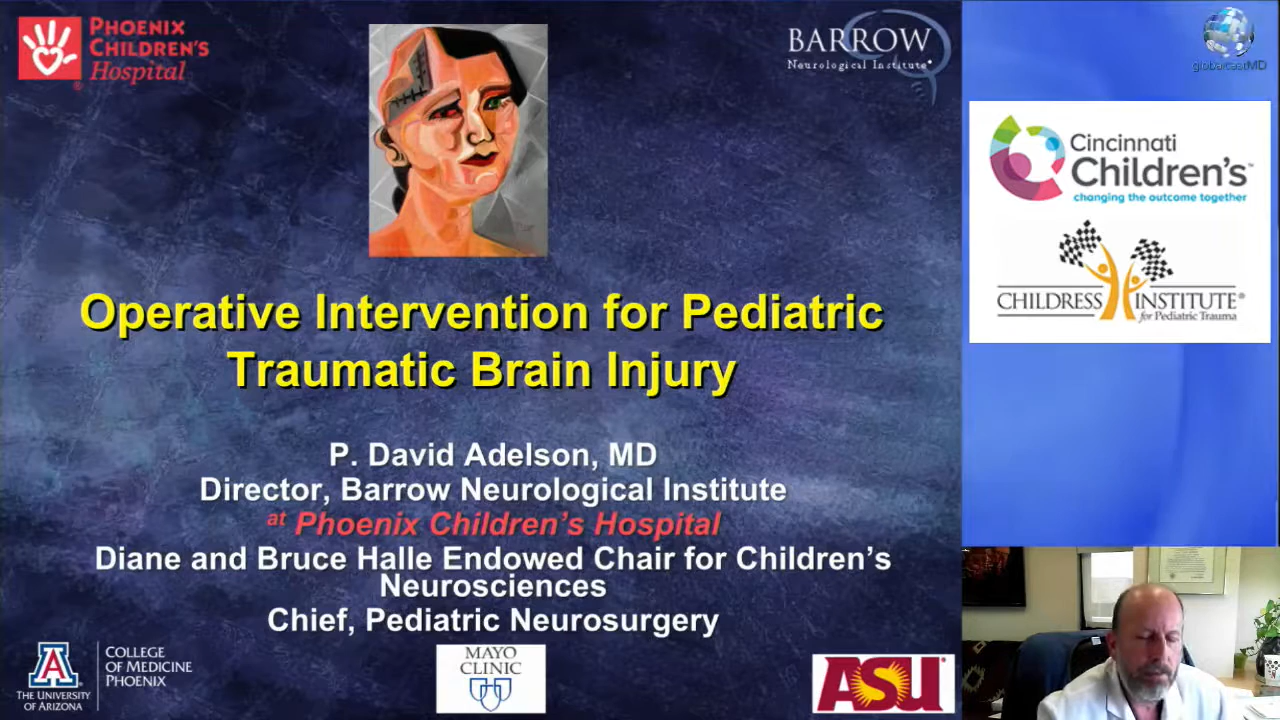 PHOENIX
CHILDREN'S
Hospital
BARROW
Neurological Institute
globalcastMD
Cincinnati
Children's™
changing the outcome together
CHILDRESS INSTITUTE®
for Pediatric Trauma
Operative Intervention for Pediatric
Traumatic Brain Injury
P. David Adelson, MD
Director, Barrow Neurological Institute
at Phoenix Children's Hospital
Diane and Bruce Halle Endowed Chair for Children's
Neurosciences
Chief, Pediatric Neurosurgery
THE UNIVERSITY
OF ARIZONA
COLLEGE
OF MEDICINE
PHOENIX
MAYO
CLINIC
ASU